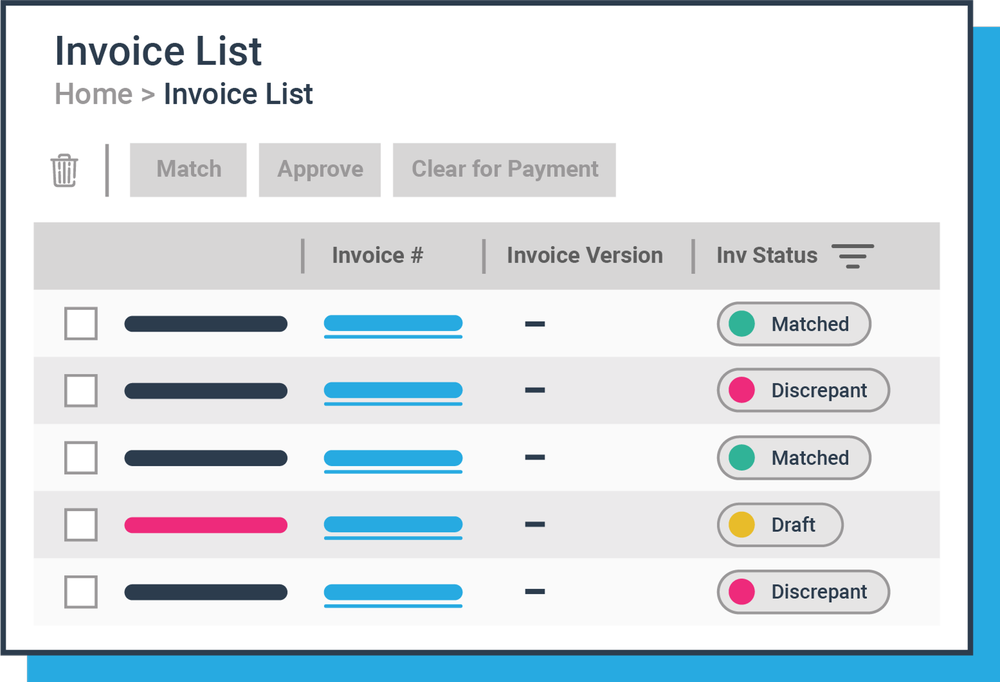 Invoice List
Home > Invoice List
Match Approve Clear for Payment
Invoice # Invoice Version Inv Status
– Matched
– Discrepant
– Matched
– Draft
– Discrepant